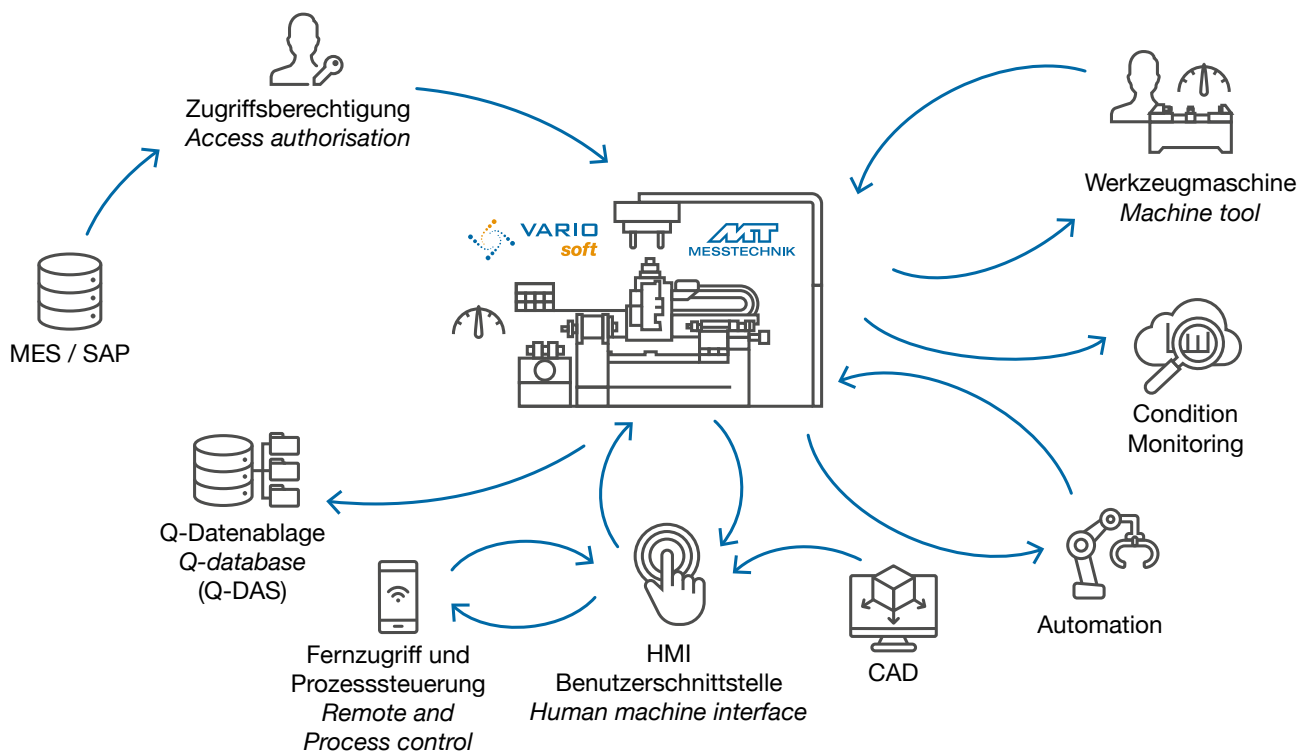 Zugriffsberechtigung
Access authorisation
Werkzeugmaschine
Machine tool
VARIO
soft
MT
MESSTECHNIK
MES / SAP
Condition
Monitoring
Q-Datenablage
Q-database
(Q-DAS)
Fernzugriff und
Prozesssteuerung
Remote and
Process control
HMI
Benutzerschnittstelle
Human machine interface
CAD
Automation